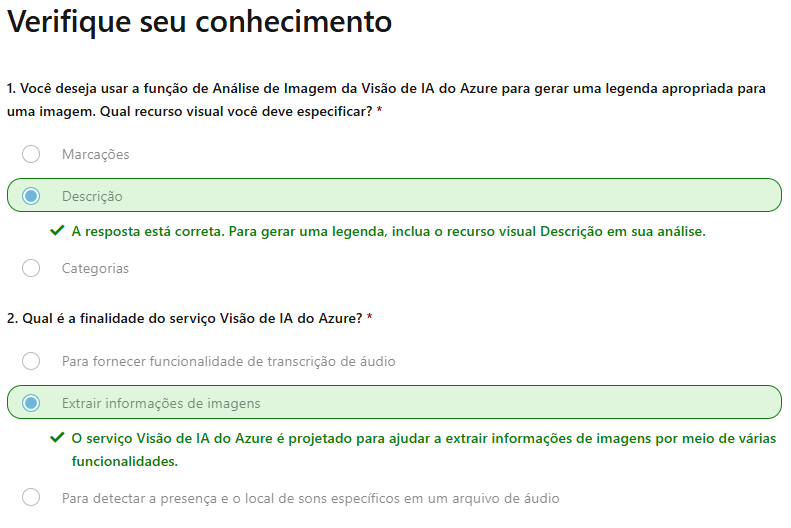 Verifique seu conhecimento
1. Você deseja usar a função de Análise de Imagem da Visão de IA do Azure para gerar uma legenda apropriada para
uma imagem. Qual recurso visual você deve especificar? *
Marcações
Descrição
A resposta está correta. Para gerar uma legenda, inclua o recurso visual Descrição em sua análise.
Categorias
2. Qual é a finalidade do serviço Visão de IA do Azure? *
Para fornecer funcionalidade de transcrição de áudio
Extrair informações de imagens
O serviço Visão de IA do Azure é projetado para ajudar a extrair informações de imagens por meio de várias
funcionalidades.
Para detectar a presença e o local de sons específicos em um arquivo de áudio